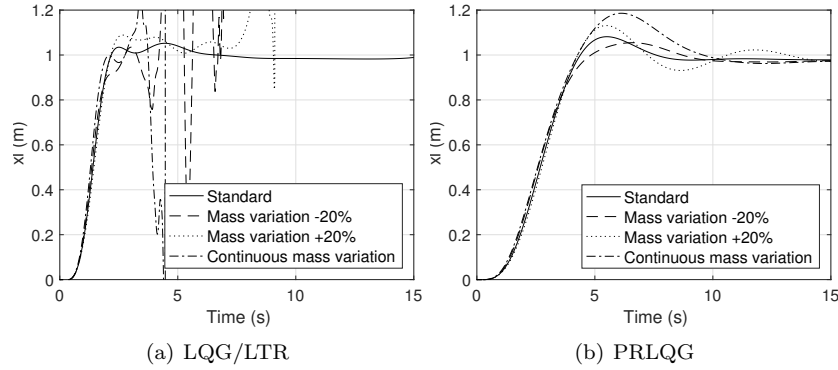 1.2
1
0.8
0.6
0.4
0.2
0
xl (m)
0 5 10 15
Time (s)
Standard
Mass variation -20%
Mass variation +20%
Continuous mass variation
(a) LQG/LTR
1.2
1
0.8
0.6
0.4
0.2
0
xl (m)
0 5 10 15
Time (s)
Standard
Mass variation -20%
Mass variation +20%
Continuous mass variation
(b) PRLQG